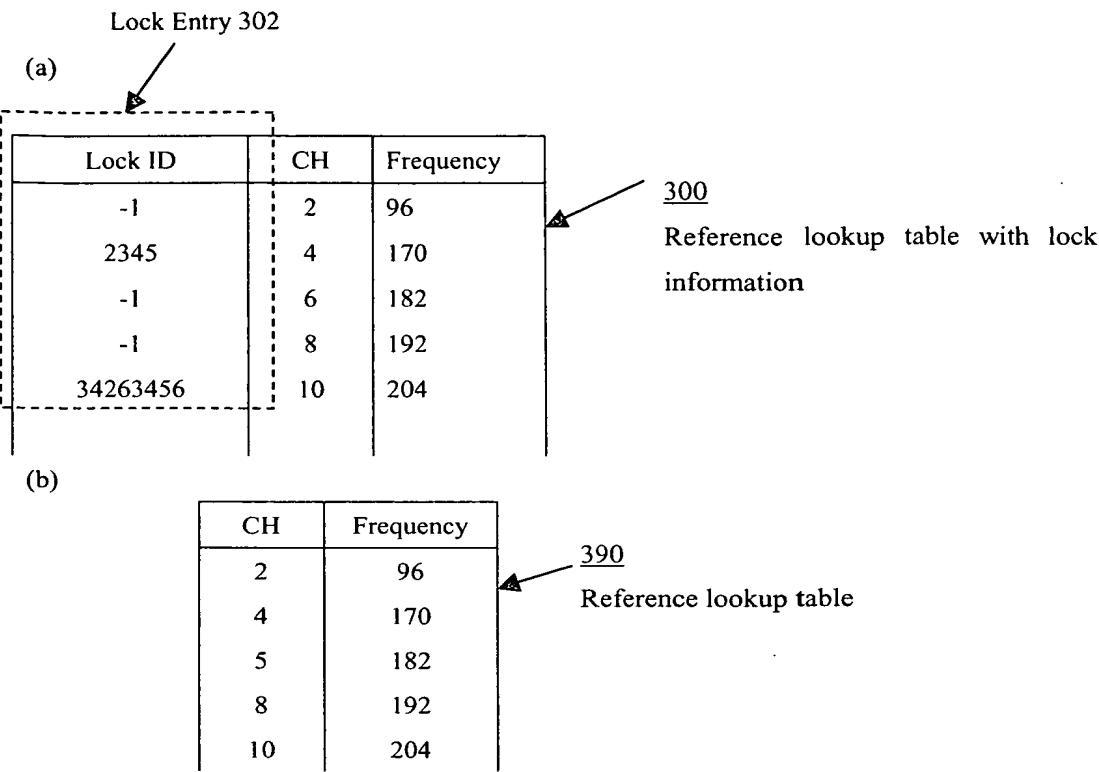 Lock Entry 302
(a)
Lock ID CH Frequency
-1 2 96
2345 4 170
-1 6 182
-1 8 192
34263456 10 204
300
Reference lookup table with lock
information
(b)
CH Frequency
2 96
4 170
5 182
8 192
10 204
390
Reference lookup table